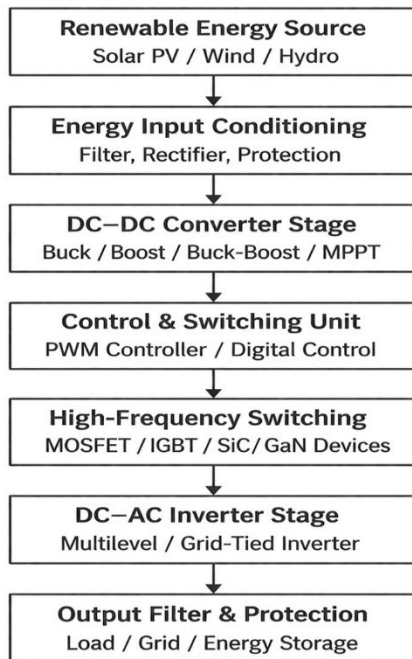 Renewable Energy Source
Solar PV / Wind / Hydro
Energy Input Conditioning
Filter, Rectifier, Protection
DC–DC Converter Stage
Buck / Boost / Buck-Boost / MPPT
Control & Switching Unit
PWM Controller / Digital Control
High-Frequency Switching
MOSFET / IGBT / SiC/GaN Devices
DC–AC Inverter Stage
Multilevel / Grid-Tied Inverter
Output Filter & Protection
Load / Grid / Energy Storage